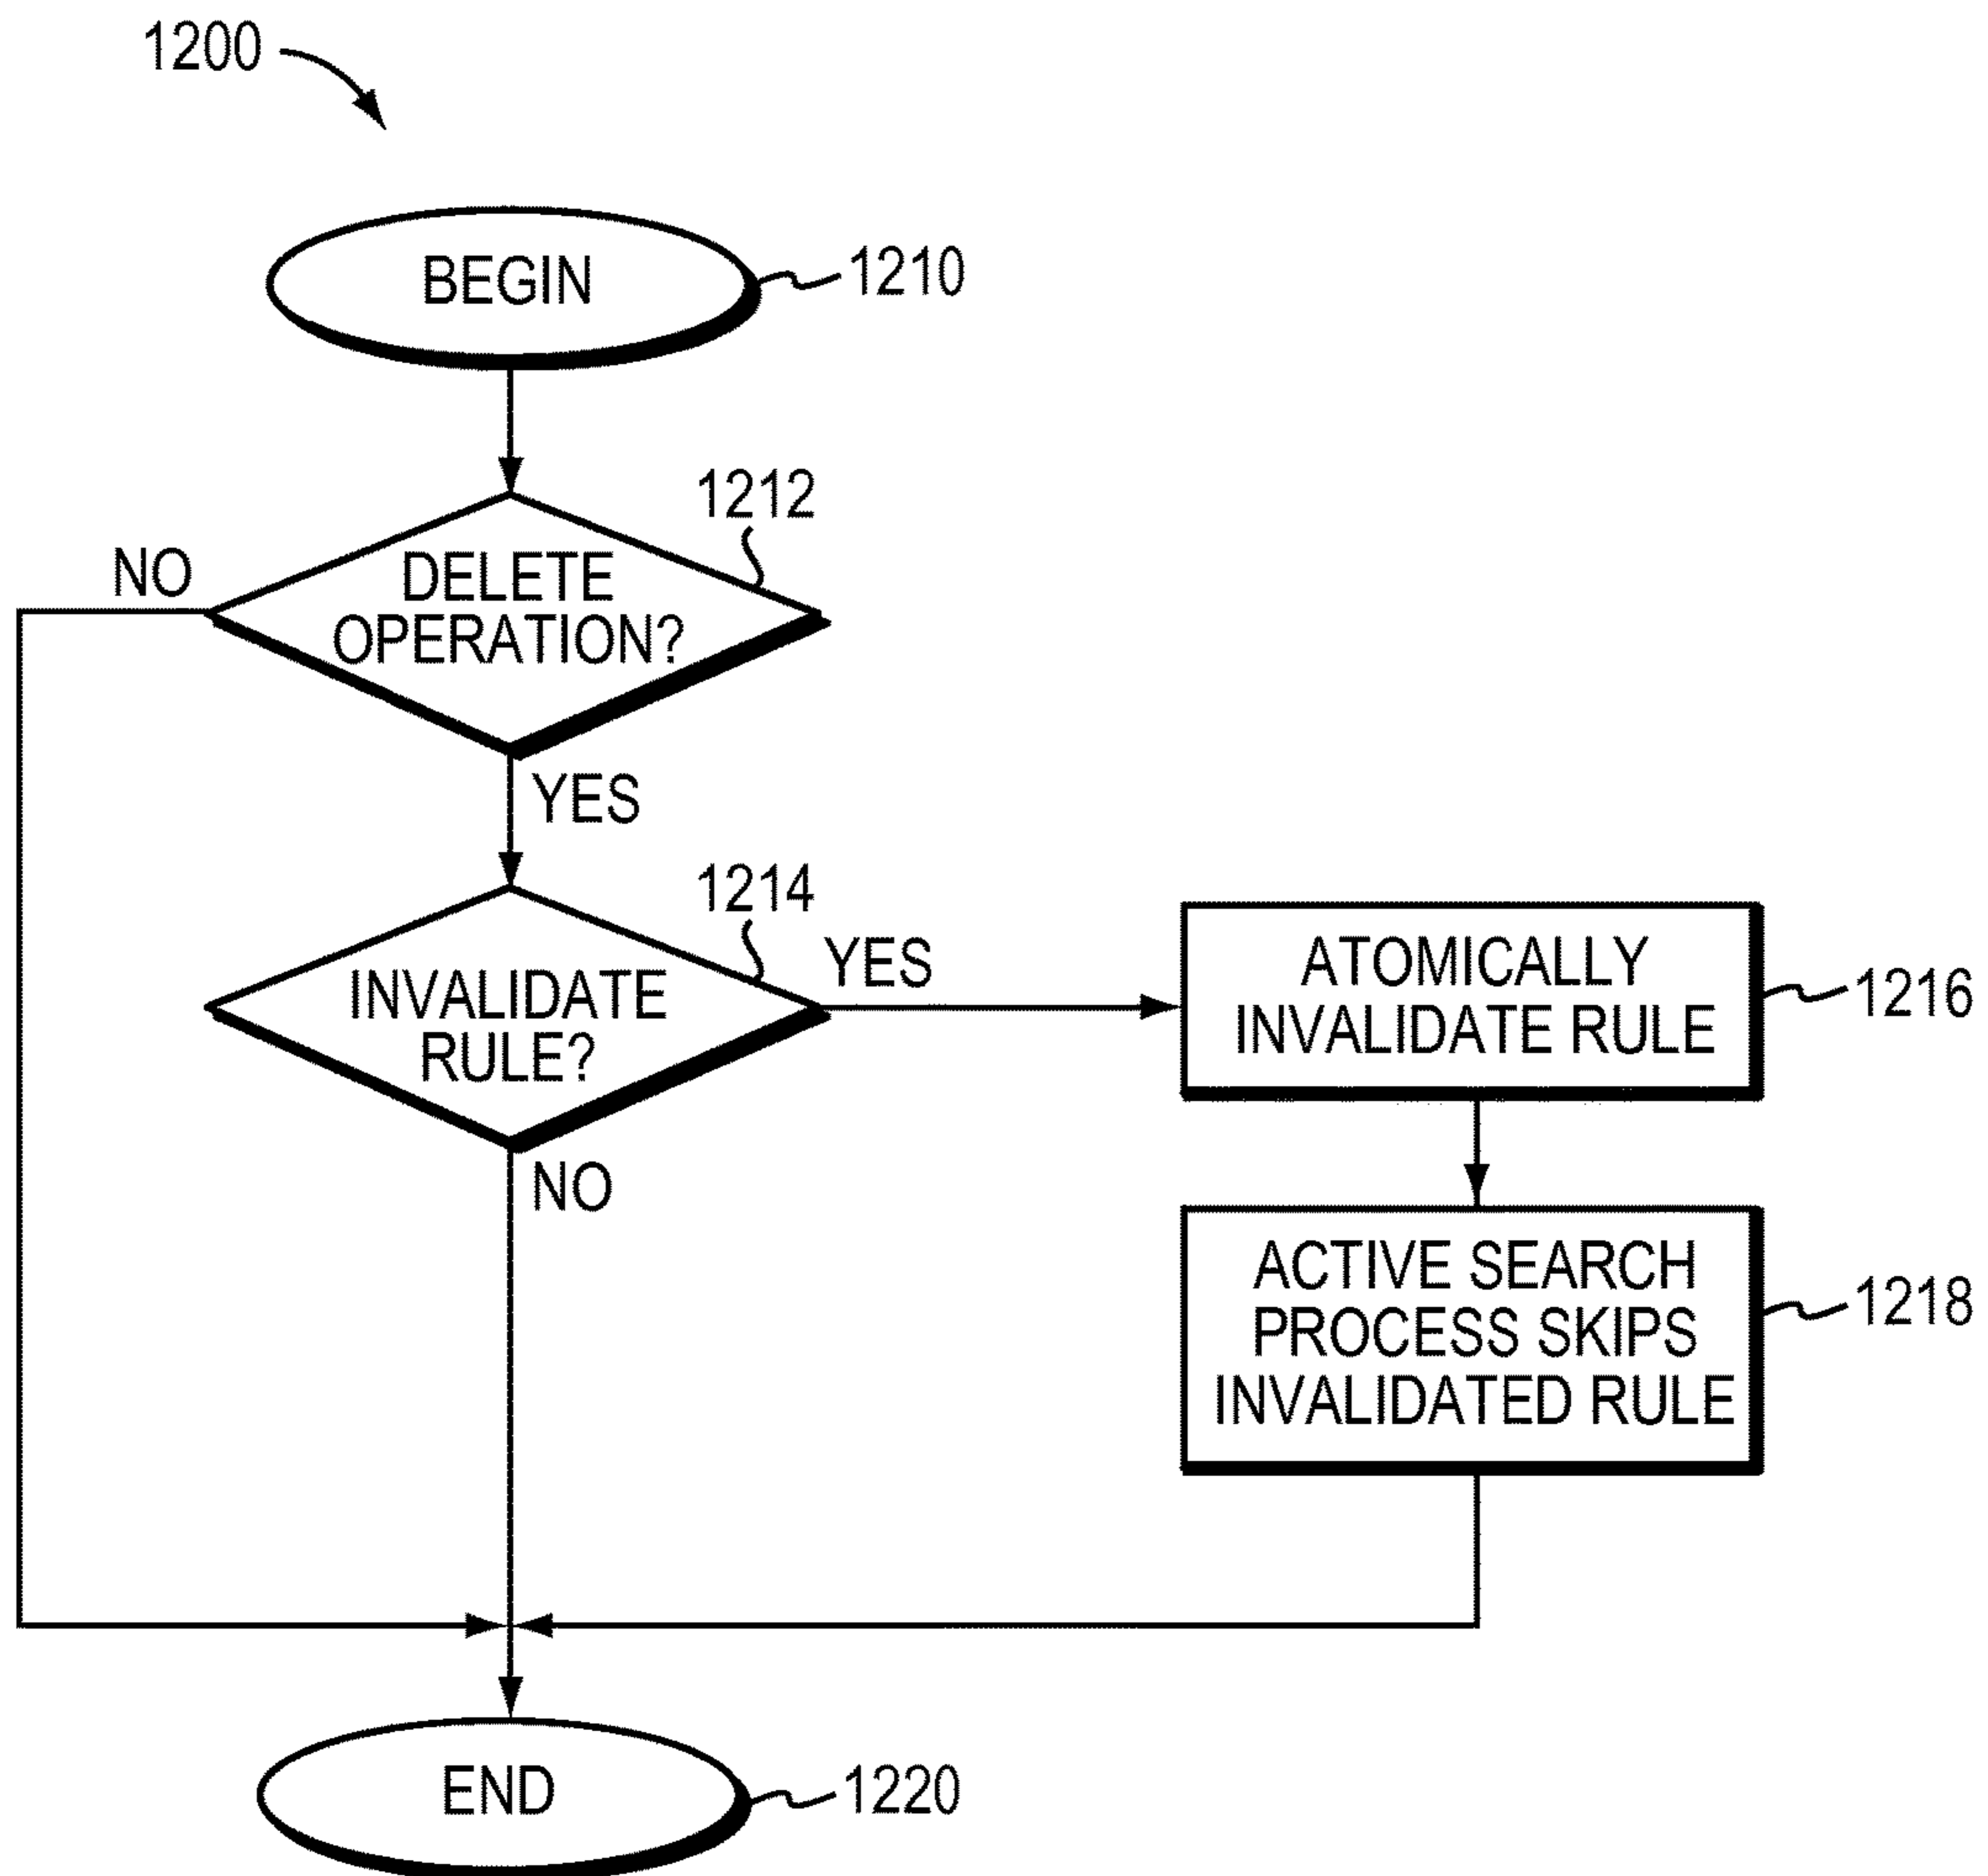 1200
BEGIN
1210
1212
NO
DELETE
OPERATION?
YES
1214
INVALIDATE
RULE?
YES
ATOMICALLY
INVALIDATE RULE
1216
NO
ACTIVE SEARCH
PROCESS SKIPS
INVALIDATED RULE
1218
END
1220